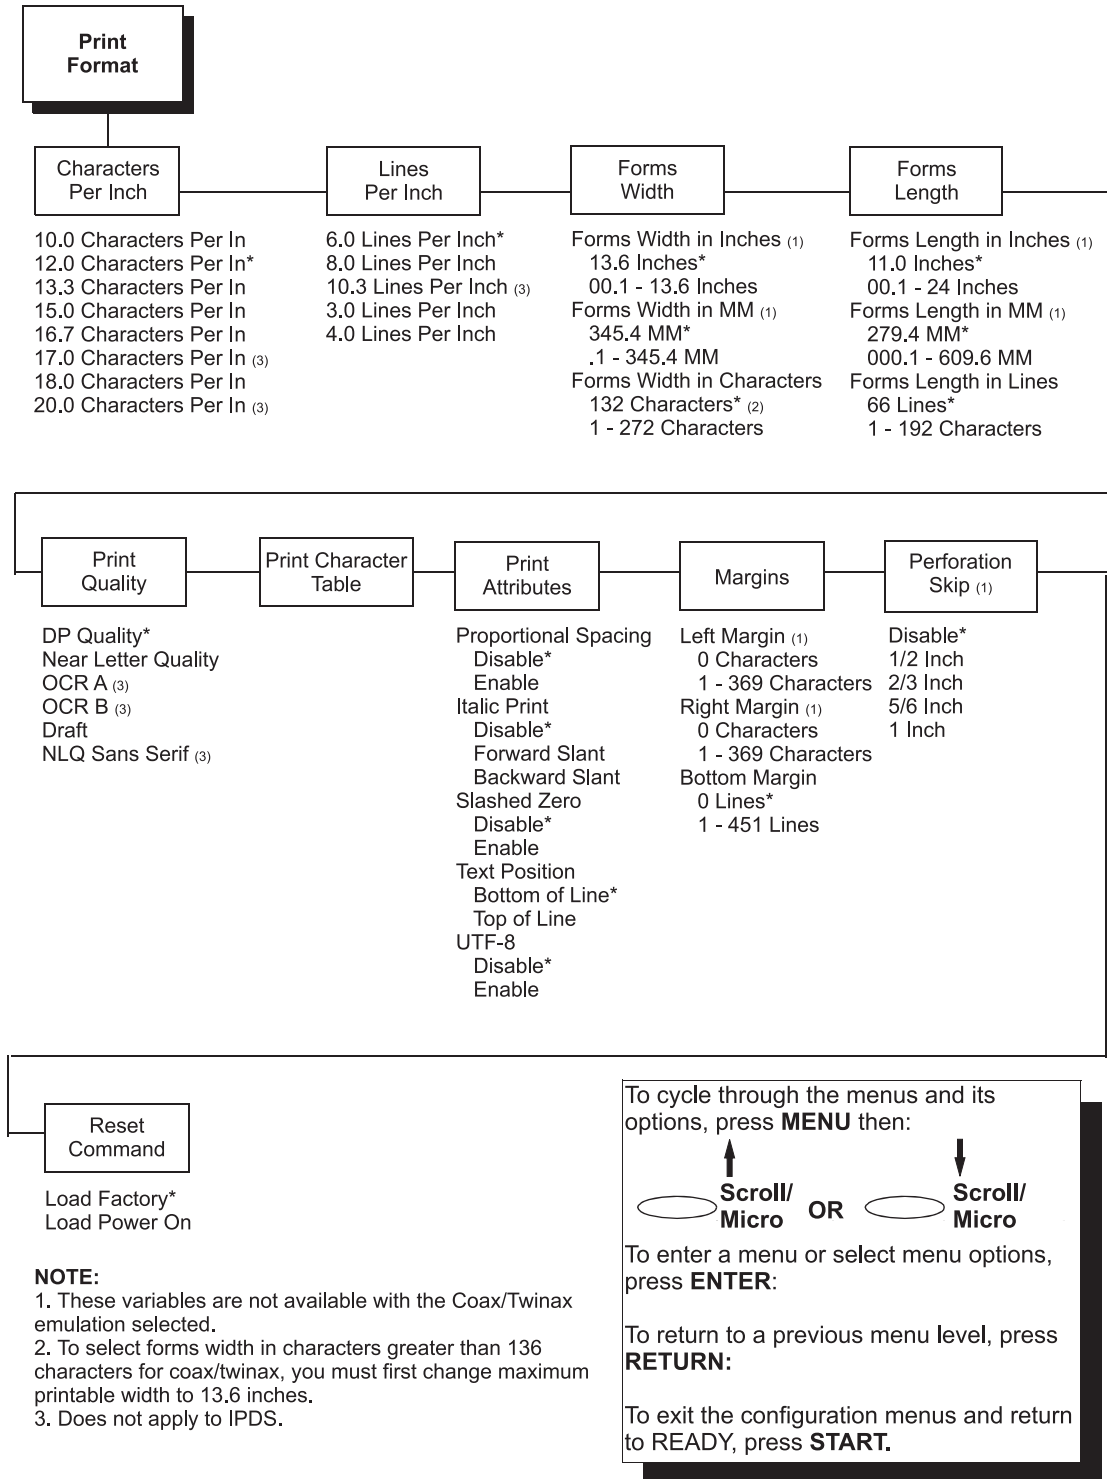 Print
Format
Characters
Per Inch
10.0 Characters Per In
12.0 Characters Per In*
13.3 Characters Per In
15.0 Characters Per In
16.7 Characters Per In
17.0 Characters Per In (3)
18.0 Characters Per In
20.0 Characters Per In (3)
Lines
Per Inch
6.0 Lines Per Inch*
8.0 Lines Per Inch
10.3 Lines Per Inch (3)
3.0 Lines Per Inch
4.0 Lines Per Inch
Forms
Width
Forms Width in Inches (1)
13.6 Inches*
00.1 - 13.6 Inches
Forms Width in MM (1)
345.4 MM*
.1 - 345.4 MM
Forms Width in Characters
132 Characters* (2)
1 - 272 Characters
Forms
Length
Forms Length in Inches (1)
11.0 Inches*
00.1 - 24 Inches
Forms Length in MM (1)
279.4 MM*
000.1 - 609.6 MM
Forms Length in Lines
66 Lines*
1 - 192 Characters
Print
Quality
DP Quality*
Near Letter Quality
OCR A (3)
OCR B (3)
Draft
NLQ Sans Serif (3)
Print Character
Table
Print
Attributes
Proportional Spacing
Disable*
Enable
Italic Print
Disable*
Forward Slant
Backward Slant
Slashed Zero
Disable*
Enable
Text Position
Bottom of Line*
Top of Line
UTF-8
Disable*
Enable
Margins
Left Margin (1)
0 Characters
1 - 369 Characters
Right Margin (1)
0 Characters
1 - 369 Characters
Bottom Margin
0 Lines*
1 - 451 Lines
Perforation
Skip (1)
Disable*
1/2 Inch
2/3 Inch
5/6 Inch
1 Inch
Reset
Command
Load Factory*
Load Power On
NOTE:
1. These variables are not available with the Coax/Twinax
emulation selected.
2. To select forms width in characters greater than 136
characters for coax/twinax, you must first change maximum
printable width to 13.6 inches.
3. Does not apply to IPDS.
To cycle through the menus and its
options, press MENU then:
Scroll/
Micro
OR
Scroll/
Micro
To enter a menu or select menu options,
press ENTER:
To return to a previous menu level, press
RETURN:
To exit the configuration menus and return
to READY, press START.